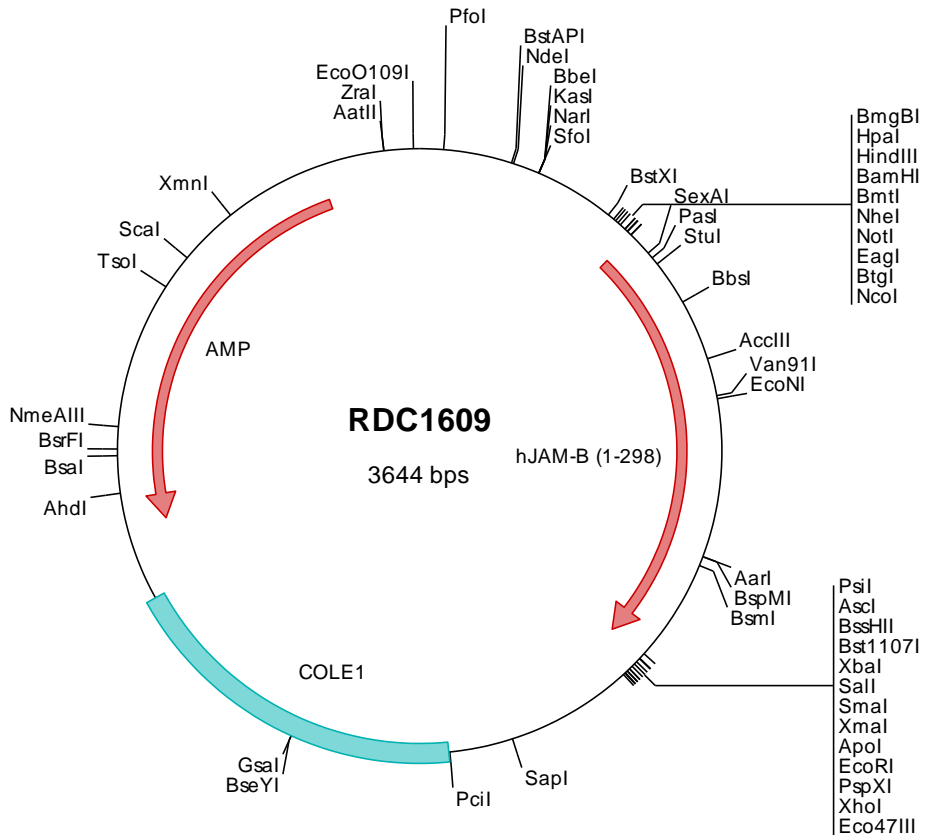 PfoI
BstAPI
NdeI
EcoO109I
ZraI
AatII
BbeI
KasI
NarI
SfoI
BmgBI
HpaI
HindIII
BamHI
BmtI
NheI
NotI
EagI
BtgI
NcoI
XmnI
ScaI
TsoI
BstXI
SexAI
PasI
StuI
BbsI
AccIII
Van91I
EcoNI
AMP
RDC1609
3644 bps
hJAM-B (1-298)
NmeAIII
BsrFI
BsaI
AhdI
AarI
BspMI
BsmI
PsiI
AscI
BssHII
Bst1107I
XbaI
SalI
SmaI
XmaI
ApoI
EcoRI
PspXI
XhoI
Eco47III
COLE1
GsaI
BseYI
PciI
SapI